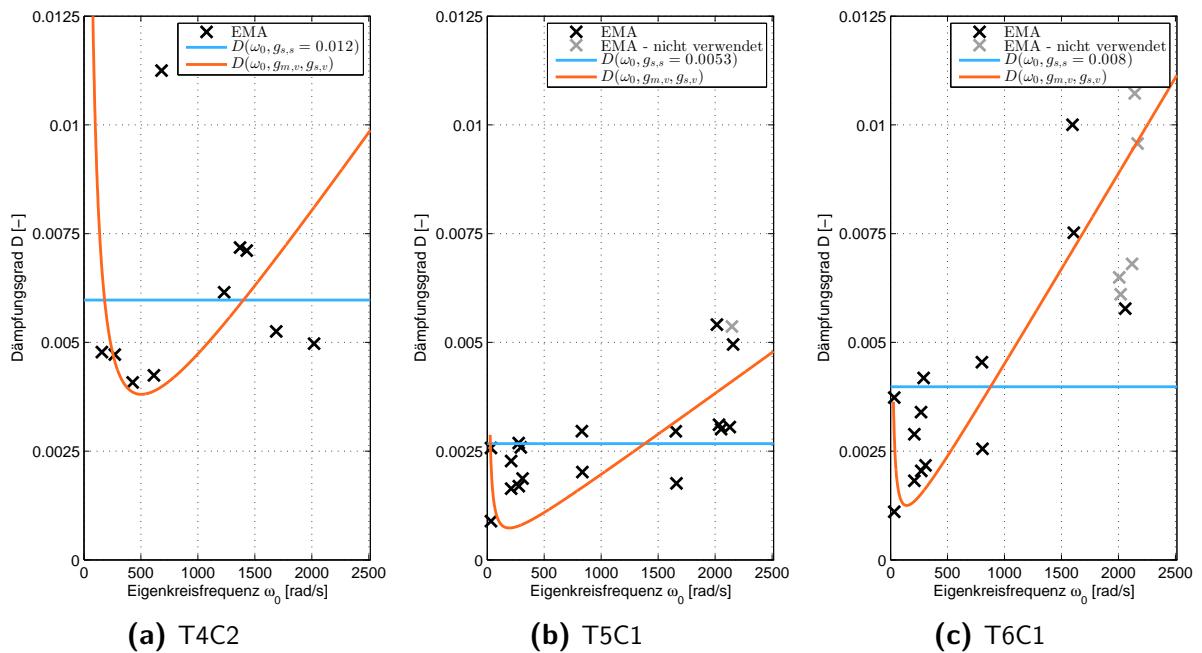 0.0125
0.01
0.0075
0.005
0.0025
0
0 500 1000 1500 2000 2500
Dämpfungsgrad D [−]
Eigenkreisfrequenz ω₀ [rad/s]
EMA
D(ω₀, gₛ,ₛ = 0.012)
D(ω₀, gₘ,ᵥ, gₛ,ᵥ)
(a) T4C2
0.0125
0.01
0.0075
0.005
0.0025
0
0 500 1000 1500 2000 2500
Dämpfungsgrad D [−]
Eigenkreisfrequenz ω₀ [rad/s]
EMA
EMA - nicht verwendet
D(ω₀, gₛ,ₛ = 0.0053)
D(ω₀, gₘ,ᵥ, gₛ,ᵥ)
(b) T5C1
0.0125
0.01
0.0075
0.005
0.0025
0
0 500 1000 1500 2000 2500
Dämpfungsgrad D [−]
Eigenkreisfrequenz ω₀ [rad/s]
EMA
EMA - nicht verwendet
D(ω₀, gₛ,ₛ = 0.008)
D(ω₀, gₘ,ᵥ, gₛ,ᵥ)
(c) T6C1